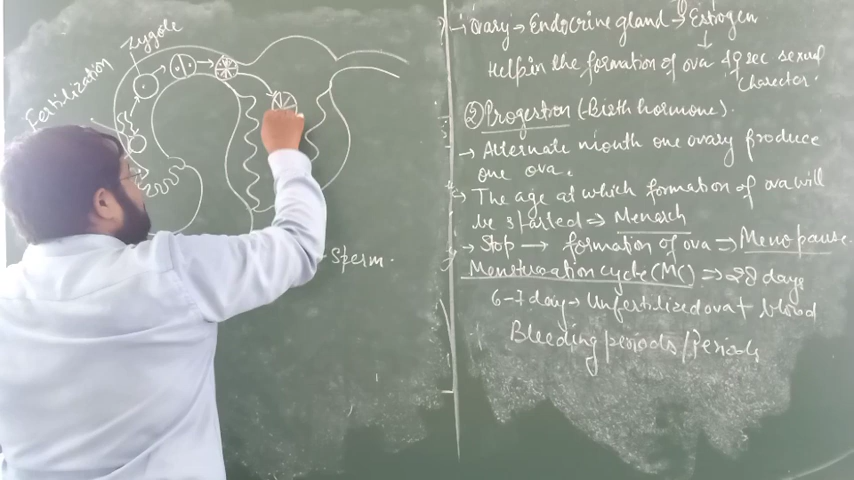 Zygote
Fertilization
Sperm.
→ Ovary → Endocrine gland → Estrogen
Help in the formation of ova & sec sexual
character.
② Progestron (-Birth hormone).
→ Alternate month one ovary produce
one ova.
→ The age at which formation of ova will
be started ⇒ Menarch
→ Stop → formation of ova ⇒ Menopause.
Menstruation cycle (MC) ⇒ 28 days
6-7 day → Unfertilized ova + blood
Bleeding periods/Periods